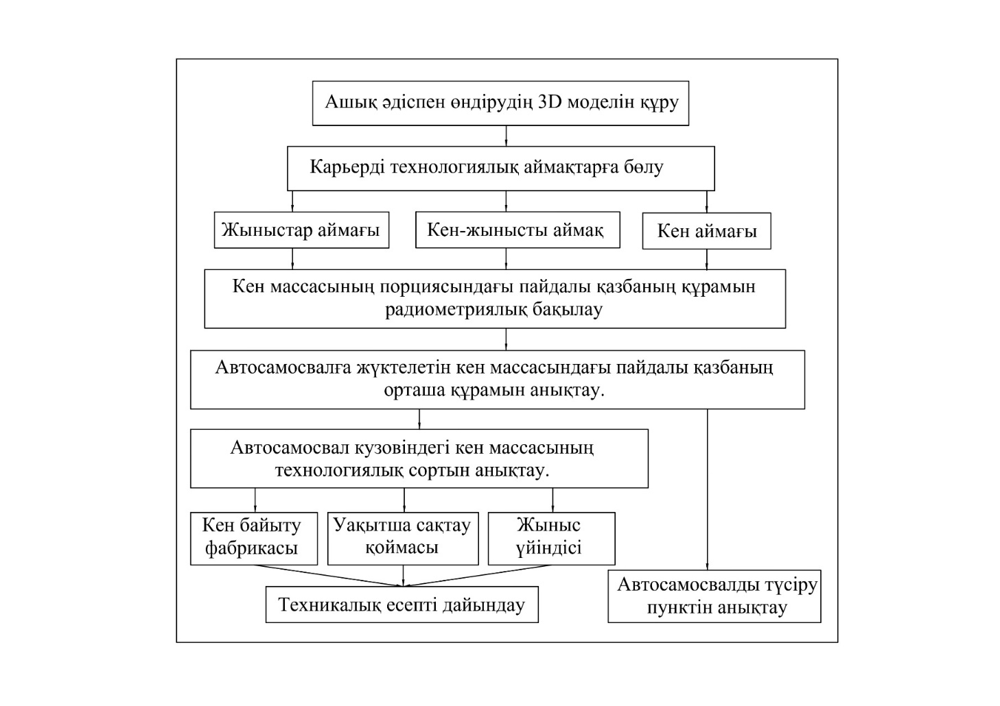 Ашық әдіспен өндірудің 3D моделін құру
Карьерді технологиялық аймақтарға бөлу
Жыныстар аймағы
Кен-жынысты аймақ
Кен аймағы
Кен массасының порциясындағы пайдалы қазбаның құрамын
радиометриялық бақылау
Автосамосвалға жүктелетін кен массасындағы пайдалы қазбаның
орташа құрамын анықтау.
Автосамосвал кузовіндегі кен массасының
технологиялық сортын анықтау.
Кен байыту
фабрикасы
Уақытша сақтау
қоймасы
Жыныс
үйіндісі
Автосамосвалды түсіру
пунктін анықтау
Техникалық есепті дайындау